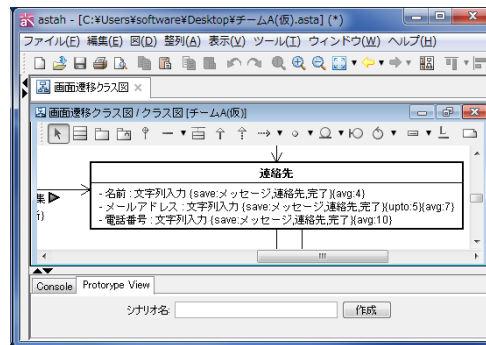 astah - [C:¥Users¥software¥Desktop¥チームA(仮).asta] (*)
ファイル(F) 編集(E) 図(D) 整列(A) 表示(V) ツール(T) ウィンドウ(W) ヘルプ(H)
画面遷移クラス図 ×
画面遷移クラス図 / クラス図 [チームA(仮)]
連絡先
- 名前 : 文字列入力 {save:メッセージ,連絡先,完了}{avg:4}
- メールアドレス : 文字列入力 {save:メッセージ,連絡先,完了}{upto:5}{avg:7}
- 電話番号 : 文字列入力 {save:メッセージ,連絡先,完了}{avg:10}
集▶
Console Protorype View
シナリオ名: 作成